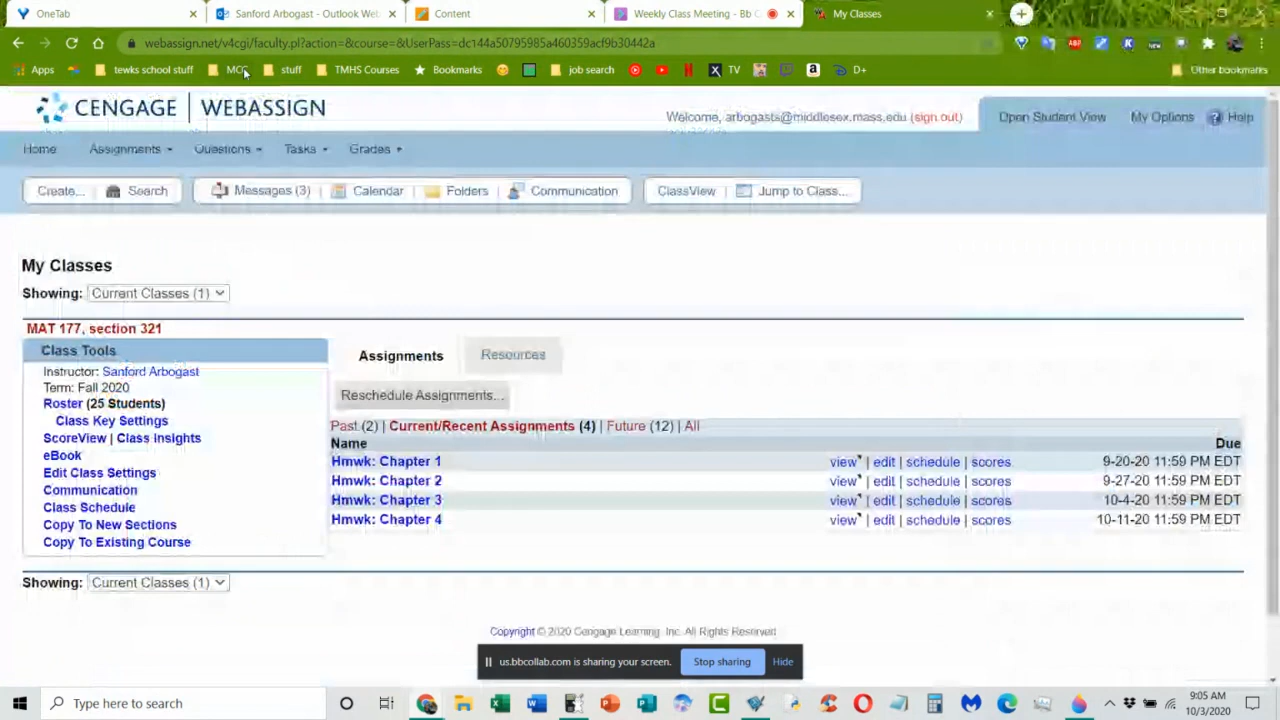 OneTab
Sanford Arbogast - Outlook Web
Content
Weekly Class Meeting - Bb C
My Classes
webassign.net/v4cgi/faculty.pl?action=&course=&UserPass=dc144a50795985a460359acf9b30442a
Apps tewks school stuff MCC stuff TMHS Courses Bookmarks job search TV D+ Other bookmarks
CENGAGE | WEBASSIGN
Welcome, arbogasts@middlesex.mass.edu (sign out) Open Student View My Options Help
Home Assignments Questions Tasks Grades
Create... Search Messages (3) Calendar Folders Communication ClassView Jump to Class...
My Classes
Showing: Current Classes (1)
MAT 177, section 321
Class Tools
Instructor: Sanford Arbogast
Term: Fall 2020
Roster (25 Students)
Class Key Settings
ScoreView | Class Insights
eBook
Edit Class Settings
Communication
Class Schedule
Copy To New Sections
Copy To Existing Course
Assignments Resources
Reschedule Assignments...
Past (2) | Current/Recent Assignments (4) | Future (12) | All
Name Due
Hmwk: Chapter 1 view | edit | schedule | scores 9-20-20 11:59 PM EDT
Hmwk: Chapter 2 view | edit | schedule | scores 9-27-20 11:59 PM EDT
Hmwk: Chapter 3 view | edit | schedule | scores 10-4-20 11:59 PM EDT
Hmwk: Chapter 4 view | edit | schedule | scores 10-11-20 11:59 PM EDT
Showing: Current Classes (1)
Copyright © 2020 Cengage Learning, Inc. All Rights Reserved
us.bbcollab.com is sharing your screen. Stop sharing Hide
Type here to search
9:05 AM
10/3/2020